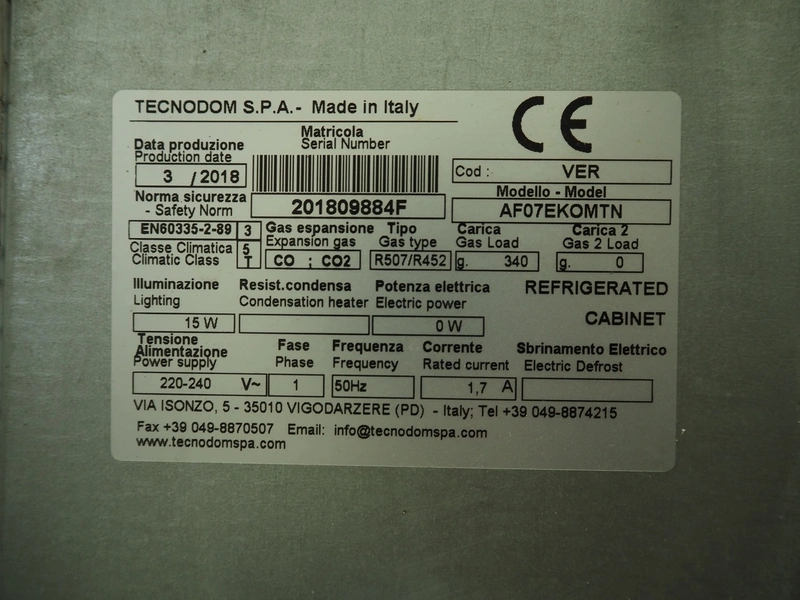 TECNODOM S.P.A.- Made in Italy
CE
Matricola
Serial Number
Data produzione
Production date
3 / 2018
Cod : VER
Norma sicurezza
- Safety Norm
201809884F
Modello - Model
AF07EKOMTN
EN60335-2-89 3
Classe Climatica 5
Climatic Class T
Gas espansione
Expansion gas
CO ; CO2
Tipo
Gas type
R507/R452
Carica
Gas Load
g. 340
Carica 2
Gas 2 Load
g. 0
Illuminazione
Lighting
15 W
Resist.condensa
Condensation heater
Potenza elettrica
Electric power
0 W
REFRIGERATED
CABINET
Tensione
Alimentazione
Power supply
220-240 V~
Fase
Phase
1
Frequenza
Frequency
50Hz
Corrente
Rated current
1,7 A
Sbrinamento Elettrico
Electric Defrost
VIA ISONZO, 5 - 35010 VIGODARZERE (PD) - Italy; Tel +39 049-8874215
Fax +39 049-8870507 Email: info@tecnodomspa.com
www.tecnodomspa.com